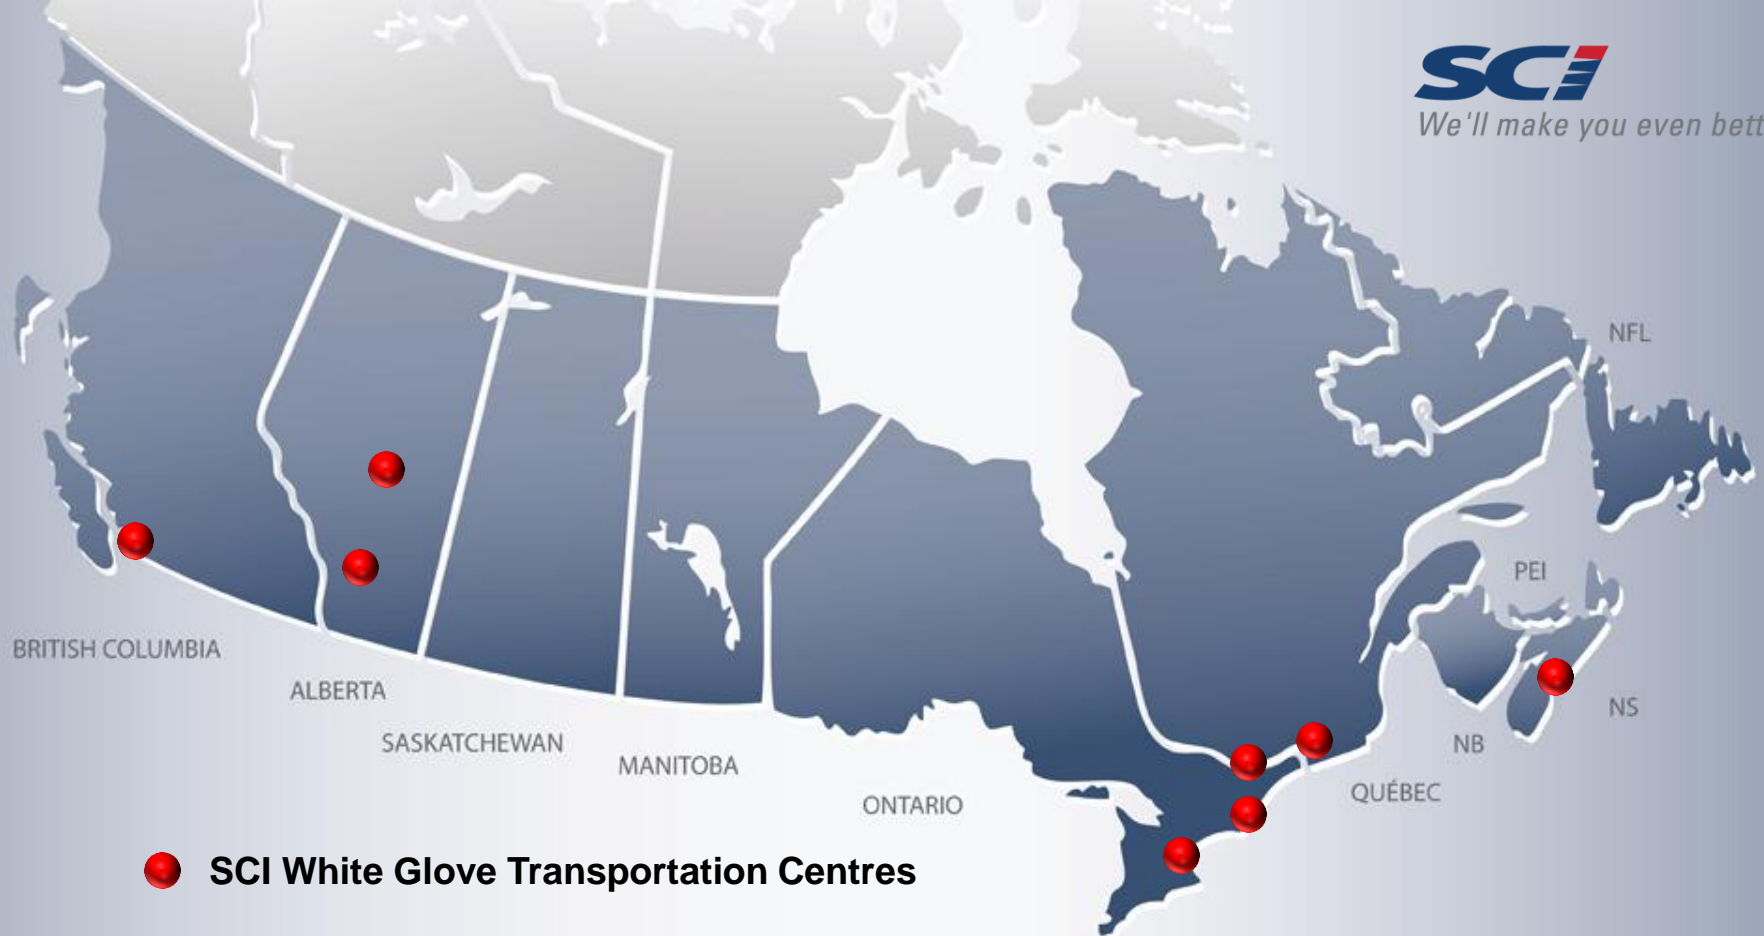 SCI
We'll make you even bett
NFL
PEI
BRITISH COLUMBIA
NS
ALBERTA
SASKATCHEWAN
NB
MANITOBA
QUÉBEC
ONTARIO
SCI White Glove Transportation Centres